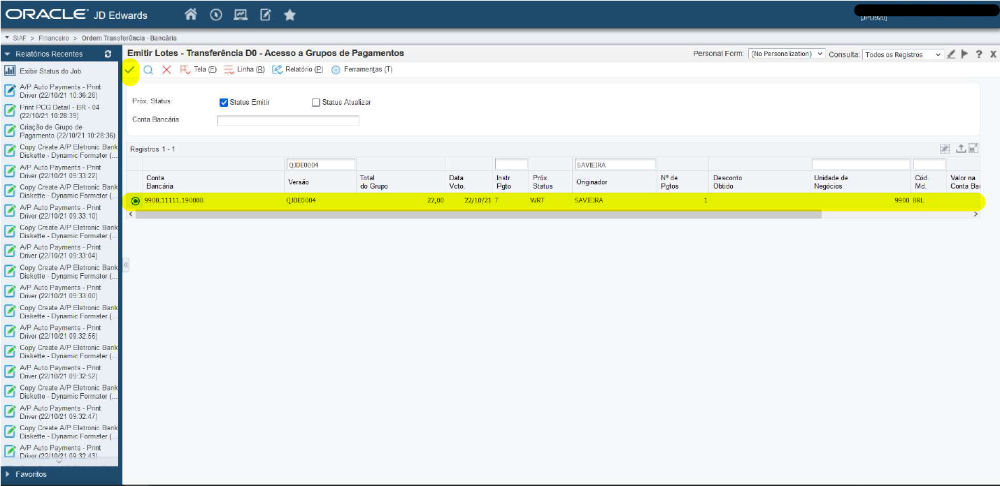 ORACLE JD Edwards
[JPD920]
SIAF > Financeiro > Ordem Transferência - Bancária
Relatórios Recentes
Exibir Status do Job
A/P Auto Payments - Print
Driver (22/10/21 10:36:26)
Print PCG Detail - BR - 04
(22/10/21 10:28:39)
Criação de Grupo de
Pagamento (22/10/21 10:28:36)
Copy Create A/P Eletronic Bank
Diskette - Dynamic Formater (...
A/P Auto Payments - Print
Driver (22/10/21 09:33:22)
Copy Create A/P Eletronic Bank
Diskette - Dynamic Formater (...
A/P Auto Payments - Print
Driver (22/10/21 09:33:10)
Copy Create A/P Eletronic Bank
Diskette - Dynamic Formater (...
A/P Auto Payments - Print
Driver (22/10/21 09:33:04)
Copy Create A/P Eletronic Bank
Diskette - Dynamic Formater (...
A/P Auto Payments - Print
Driver (22/10/21 09:33:00)
Copy Create A/P Eletronic Bank
Diskette - Dynamic Formater (...
A/P Auto Payments - Print
Driver (22/10/21 09:32:56)
Copy Create A/P Eletronic Bank
Diskette - Dynamic Formater (...
A/P Auto Payments - Print
Driver (22/10/21 09:32:52)
Copy Create A/P Eletronic Bank
Diskette - Dynamic Formater (...
A/P Auto Payments - Print
Driver (22/10/21 09:32:47)
Copy Create A/P Eletronic Bank
Diskette - Dynamic Formater (...
A/P Auto Payments - Print
Driver (22/10/21 09:32:43)
Favoritos
Emitir Lotes - Transferência D0 - Acesso a Grupos de Pagamentos
Personal Form: (No Personalization) Consulta: Todos os Registros
Tela (F) Linha (R) Relatório (P) Ferramentas (T)
Próx. Status: Status Emitir Status Atualizar
Conta Bancária
Registros 1 - 1
QJDE0004 SAVIEIRA
Conta Bancária Versão Total do Grupo Data Vcto. Instr. Pgto Próx. Status Originador Nº de Pgtos Desconto Obtido Unidade de Negócios Cód. Md. Valor na Conta Bar
9900.11111.190000 QJDE0004 22,00 22/10/21 T WRT SAVIEIRA 1 9900 BRL